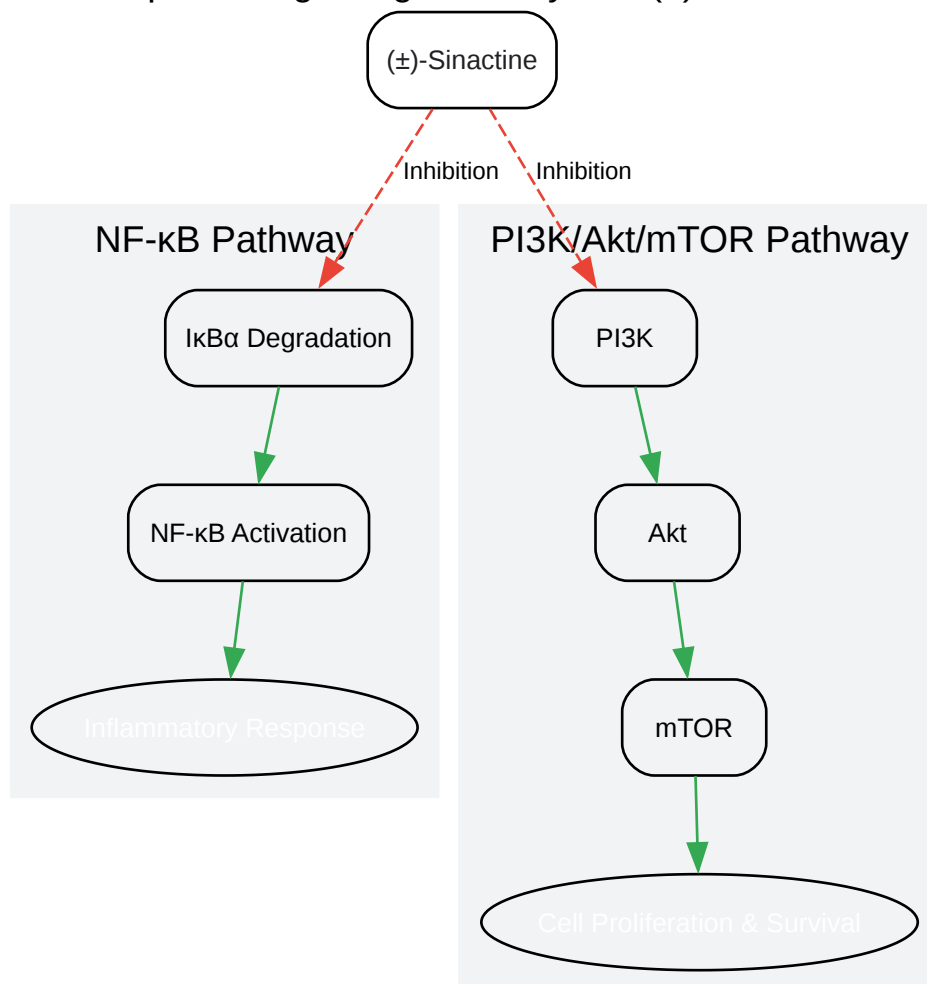 (±)-Sinactine
Inhibition
Inhibition
NF-κB Pathway
PI3K/Akt/mTOR Pathway
IκBα Degradation
PI3K
NF-κB Activation
Akt
Inflammatory Response
mTOR
Cell Proliferation & Survival